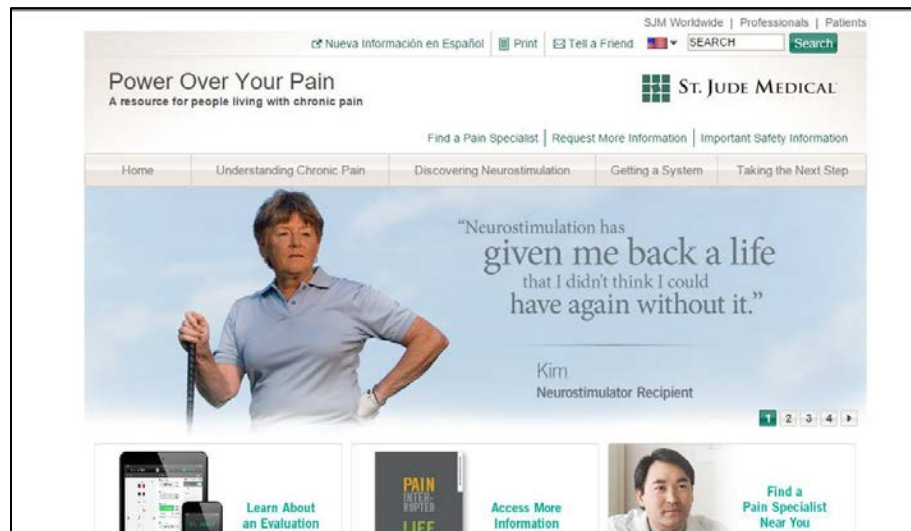 SJM Worldwide | Professionals | Patients
Nueva Información en Español | Print | Tell a Friend SEARCH Search
Power Over Your Pain
A resource for people living with chronic pain
ST. JUDE MEDICAL
Find a Pain Specialist | Request More Information | Important Safety Information
Home Understanding Chronic Pain Discovering Neurostimulation Getting a System Taking the Next Step
“Neurostimulation has
given me back a life
that I didn't think I could
have again without it.”
Kim
Neurostimulator Recipient
1 2 3 4
PAIN
INTER-
RUPTED
LIFE
Learn About
an Evaluation
Access More
Information
Find a
Pain Specialist
Near You